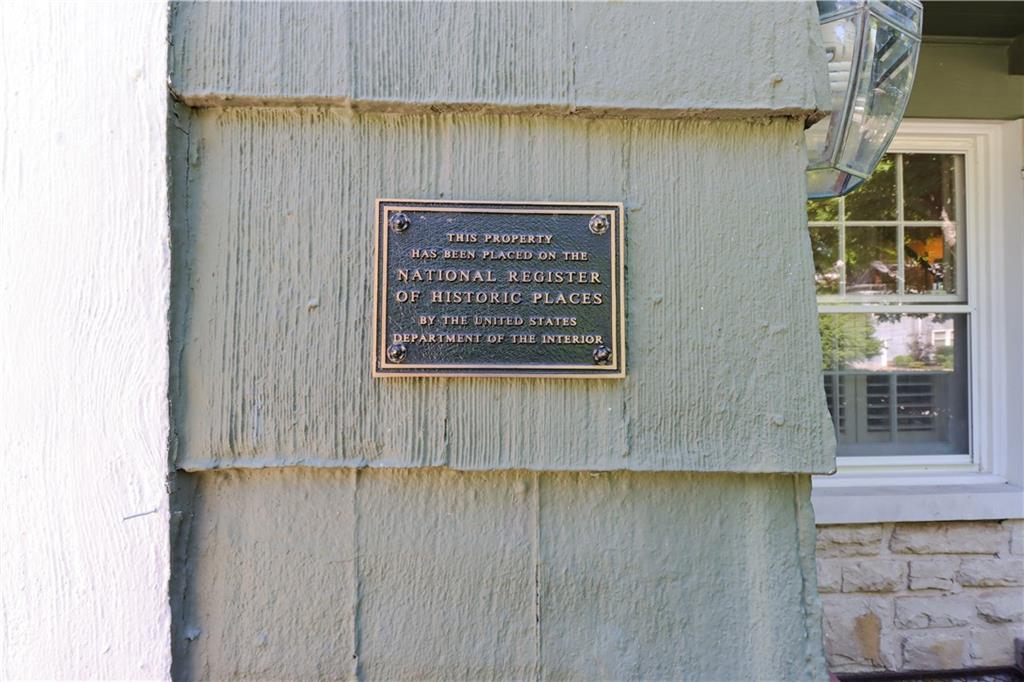 THIS PROPERTY
HAS BEEN PLACED ON THE
NATIONAL REGISTER
OF HISTORIC PLACES
BY THE UNITED STATES
DEPARTMENT OF THE INTERIOR